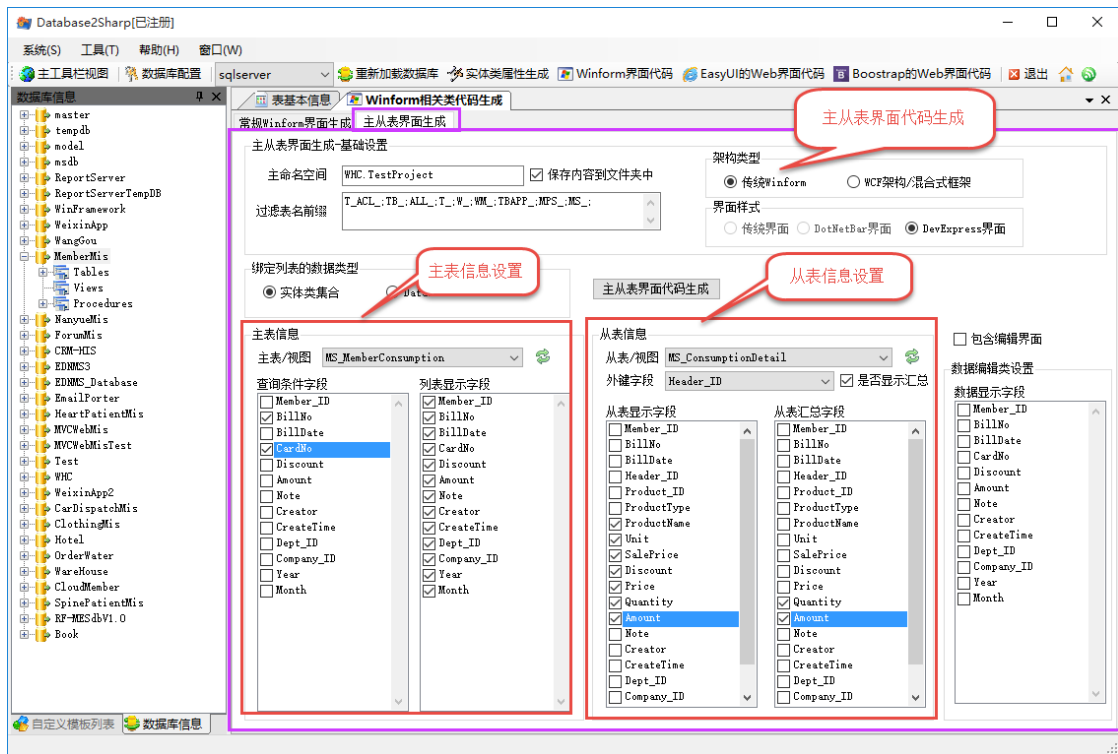 Database2Sharp[已注册]
系统(S) 工具(T) 帮助(H) 窗口(W)
主工具栏视图 数据库配置 sqlserver 重新加载数据库 实体类属性生成 Winform界面代码 EasyUI的Web界面代码 Boostrap的Web界面代码 退出
数据库信息
master
tempdb
model
msdb
ReportServer
ReportServerTempDB
WinFramework
WeixinApp
WangGou
MemberMis
Tables
Views
Procedures
NanyueMis
ForumMis
CRM-HIS
EDNMS3
EDNMS_Database
EmailPorter
HeartPatientMis
MVCWebMis
MVCWebMisTest
Test
WHC
WeixinApp2
CarDispatchMis
ClothingMis
Hotel
OrderWater
WareHouse
CloudMember
SpinePatientMis
RF-MESdbV1.0
Book
自定义模板列表 数据库信息
表基本信息 Winform相关类代码生成
常规Winform界面生成 主从表界面生成
主从表界面代码生成
主从表界面生成-基础设置
主命名空间 WHC.TestProject 保存内容到文件夹中
过滤表名前缀 T_ACL_;TB_;ALL_;T_;W_;WM_;TBAPP_;MPS_;MS_;
架构类型
传统Winform WCF架构/混合式框架
界面样式
传统界面 DotNetBar界面 DevExpress界面
绑定列表的数据类型
实体类集合 Dat
主表信息设置
主从表界面代码生成
从表信息设置
主表信息
主表/视图 MS_MemberConsumption
查询条件字段
Member_ID
BillNo
BillDate
CardNo
Discount
Amount
Note
Creator
CreateTime
Dept_ID
Company_ID
Year
Month
列表显示字段
Member_ID
BillNo
BillDate
CardNo
Discount
Amount
Note
Creator
CreateTime
Dept_ID
Company_ID
Year
Month
从表信息
从表/视图 MS_ConsumptionDetail
外键字段 Header_ID 是否显示汇总
从表显示字段
Member_ID
BillNo
BillDate
Header_ID
Product_ID
ProductType
ProductName
Unit
SalePrice
Discount
Price
Quantity
Amount
Note
Creator
CreateTime
Dept_ID
Company_ID
从表汇总字段
Member_ID
BillNo
BillDate
Header_ID
Product_ID
ProductType
ProductName
Unit
SalePrice
Discount
Price
Quantity
Amount
Note
Creator
CreateTime
Dept_ID
Company_ID
包含编辑界面
数据编辑类设置
数据显示字段
Member_ID
BillNo
BillDate
CardNo
Discount
Amount
Note
Creator
CreateTime
Dept_ID
Company_ID
Year
Month